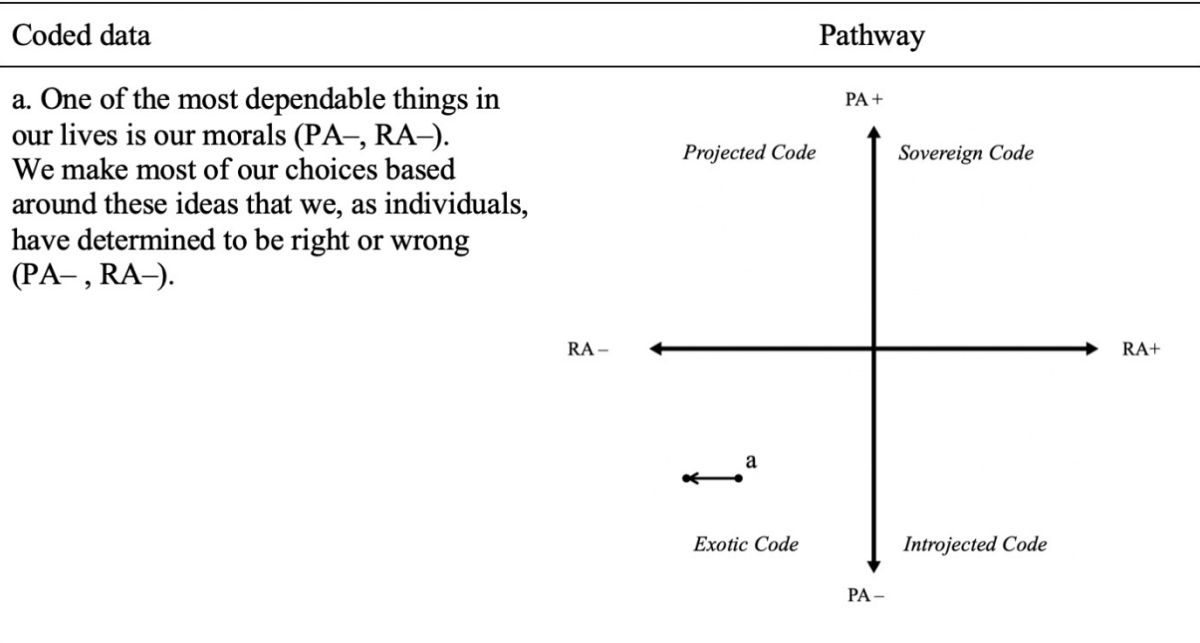 Coded data
Pathway
a. One of the most dependable things in
our lives is our morals (PA–, RA–).
We make most of our choices based
around these ideas that we, as individuals,
have determined to be right or wrong
(PA– , RA–).
PA +
Projected Code
Sovereign Code
RA –
RA+
a
Exotic Code
Introjected Code
PA –